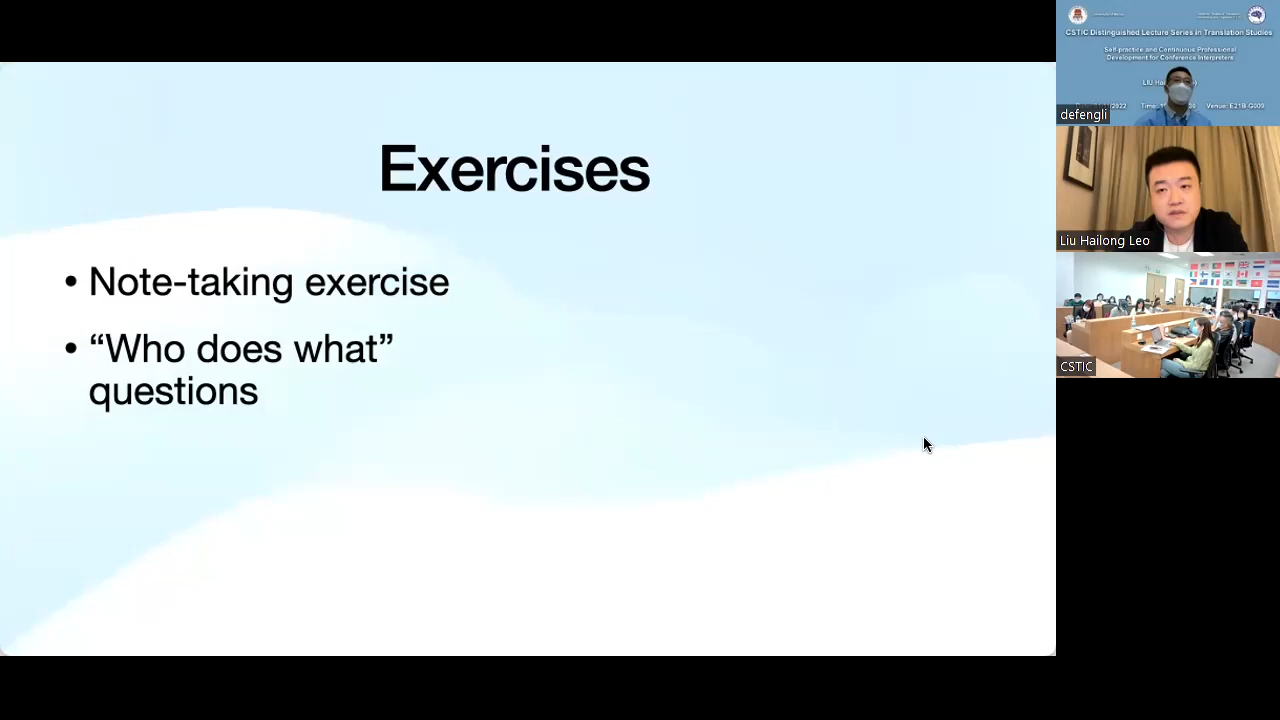 Exercises
• Note-taking exercise
• “Who does what”
questions
CSTIC Distinguished Lecture Series in Translation Studies
Self-practice and Continuous Professional
Development for Conference Interpreters
2022
Venue: E21B-G009
defengli
Liu Hailong Leo
CSTIC